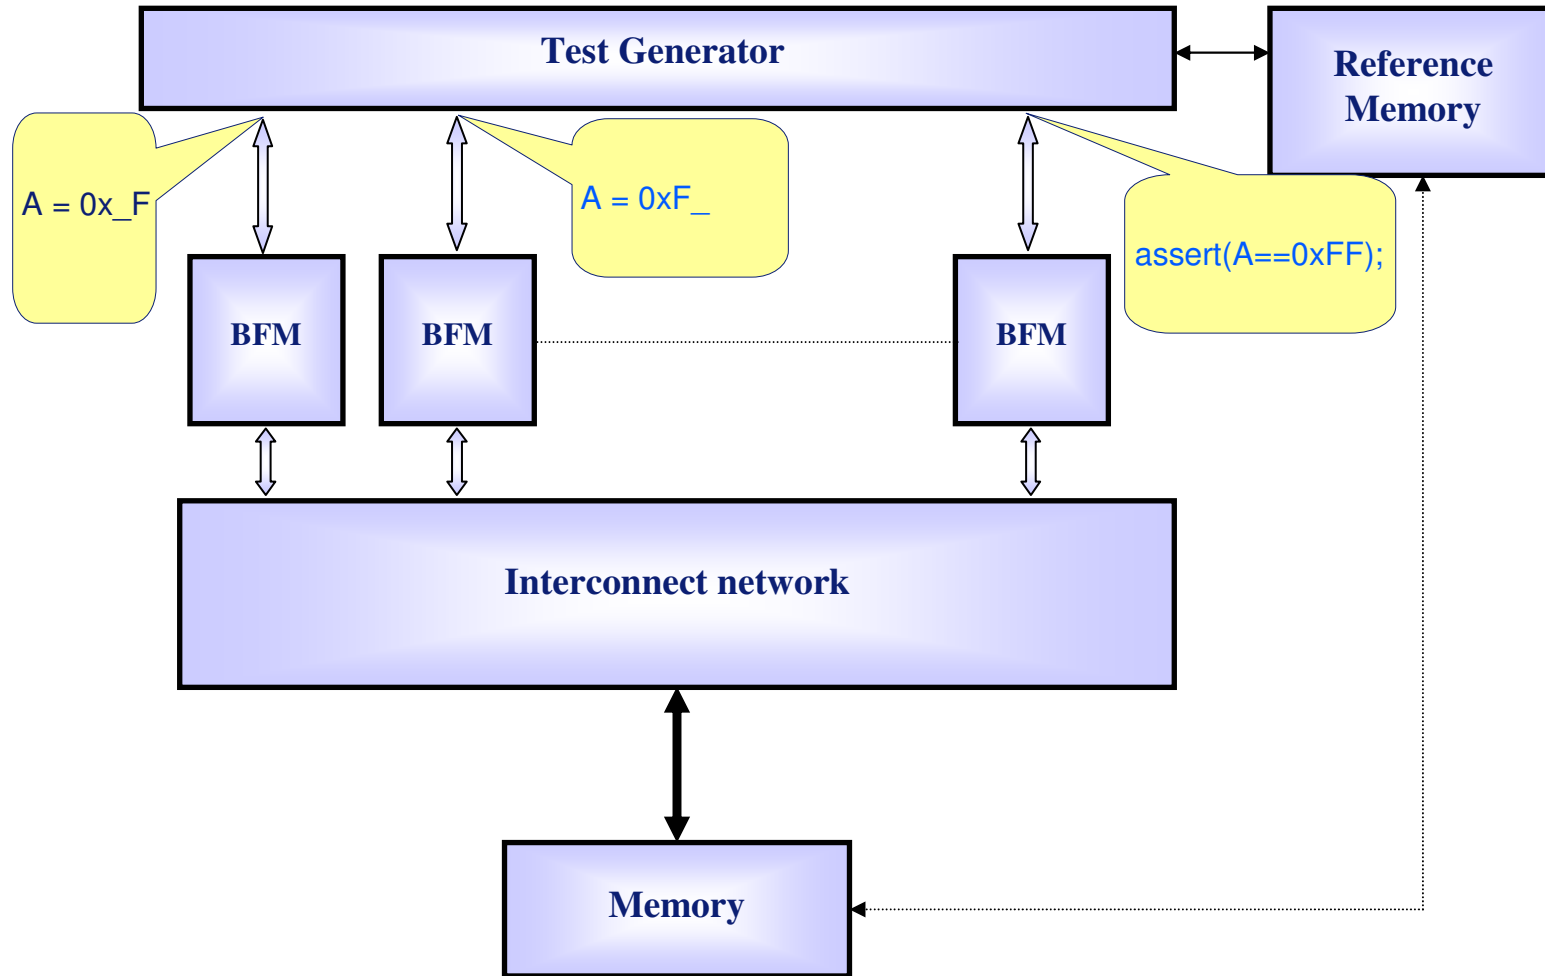 Test Generator
Reference
Memory
A = 0x_F
A = 0xF_
assert(A==0xFF);
BFM
BFM
BFM
Interconnect network
Memory